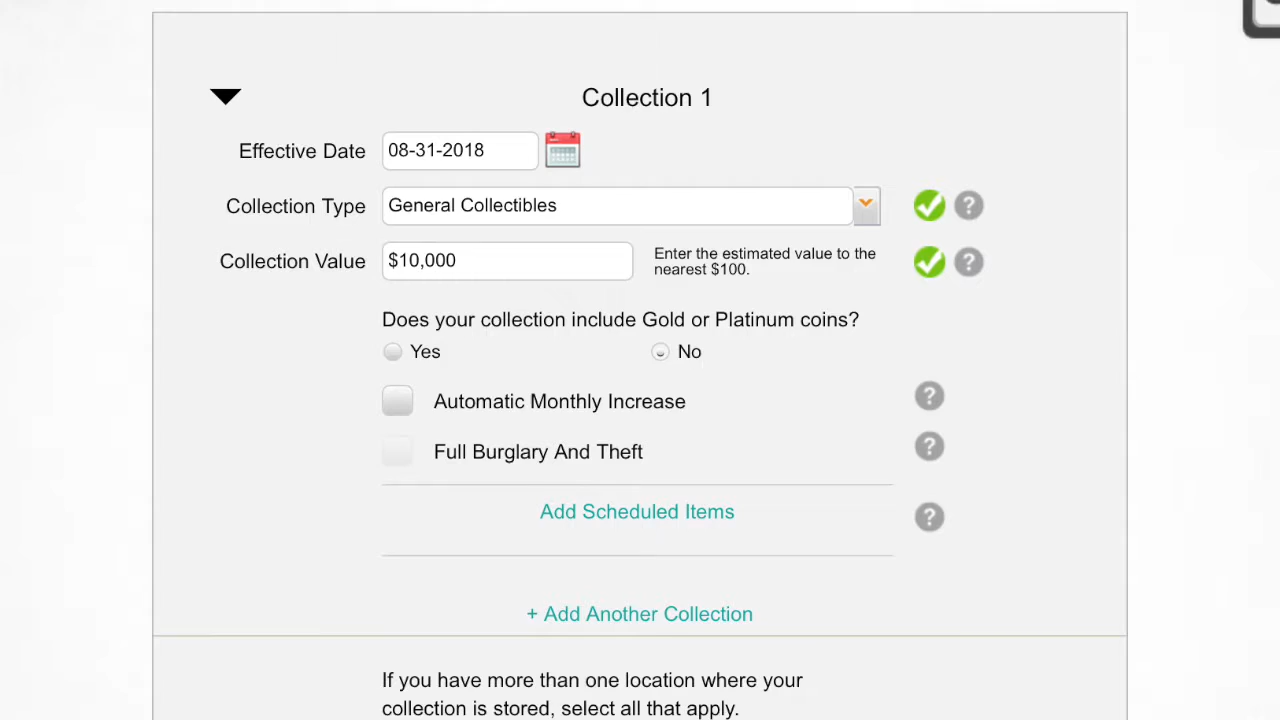 Collection 1
Effective Date 08-31-2018
Collection Type General Collectibles
Collection Value $10,000 Enter the estimated value to the
nearest $100.
Does your collection include Gold or Platinum coins?
Yes No
Automatic Monthly Increase
Full Burglary And Theft
Add Scheduled Items
+ Add Another Collection
If you have more than one location where your
collection is stored, select all that apply.